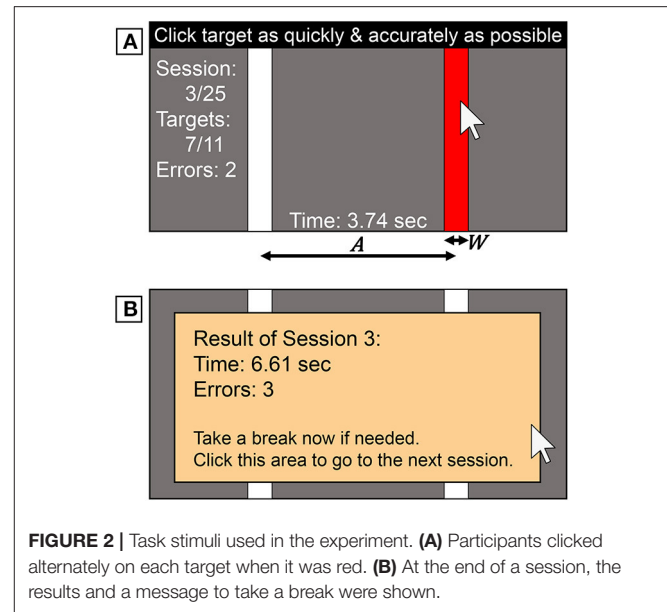 A
Click target as quickly & accurately as possible
Session:
3/25
Targets:
7/11
Errors: 2
Time: 3.74 sec
A
W
B
Result of Session 3:
Time: 6.61 sec
Errors: 3
Take a break now if needed.
Click this area to go to the next session.
FIGURE 2 | Task stimuli used in the experiment. (A) Participants clicked
alternately on each target when it was red. (B) At the end of a session, the
results and a message to take a break were shown.